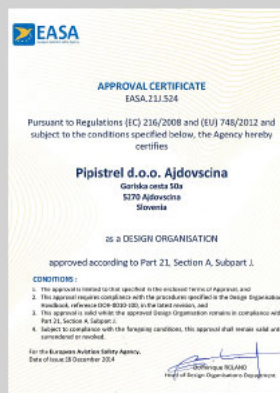 EASA
European Aviation Safety Agency
APPROVAL CERTIFICATE
EASA.21J.524
Pursuant to Regulations (EC) 216/2008 and (EU) 748/2012 and
subject to the conditions specified below, the Agency hereby
certifies
Pipistrel d.o.o. Ajdovscina
Goriska cesta 50a
5270 Ajdovscina
Slovenia
as a DESIGN ORGANISATION
approved according to Part 21, Section A, Subpart J.
CONDITIONS :
1. The approval is limited to that specified in the enclosed Terms of Approval, and
2. This approval requires compliance with the procedures specified in the Design Organisation
Handbook, reference in the latest revision, and
3. This approval is valid whilst the approved Design Organisation remains in compliance with
Part 21, Section A, Subpart J.
4. Subject to compliance with the foregoing conditions, this approval shall remain valid until
surrendered or revoked.
For the European Aviation Safety Agency,
Date of issue 18 December 2014
Dominique ROLAND
Head of Design Organisations Department